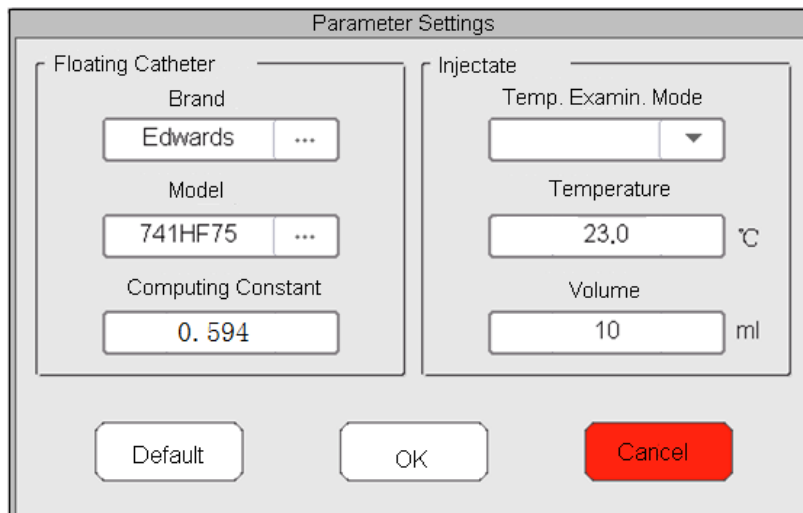 Parameter Settings
Floating Catheter
Brand
Edwards ...
Model
741HF75 ...
Computing Constant
0.594
Injectate
Temp. Examin. Mode
Temperature
23.0 ℃
Volume
10 ml
Default
OK
Cancel